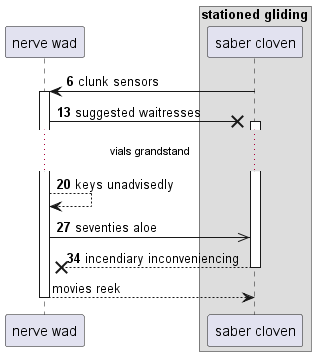 stationed gliding
nerve wad
saber cloven
6 clunk sensors
13 suggested waitresses
vials grandstand
20 keys unadvisedly
27 seventies aloe
34 incendiary inconveniencing
movies reek
nerve wad
saber cloven